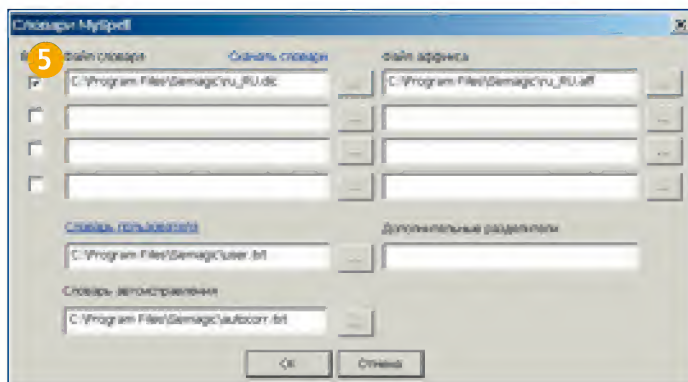 Словари MySpell
5 Файл словаря Скачать словари Файл аффикса
C:\Program Files\Semagic\ru_RU.dic ... C:\Program Files\Semagic\ru_RU.aff ...
... ...
... ...
... ...
Словарь пользователя Дополнительные разделители
C:\Program Files\Semagic\user.txt ...
Словарь автоисправления
C:\Program Files\Semagic\autocorr.txt ...
OK Отмена